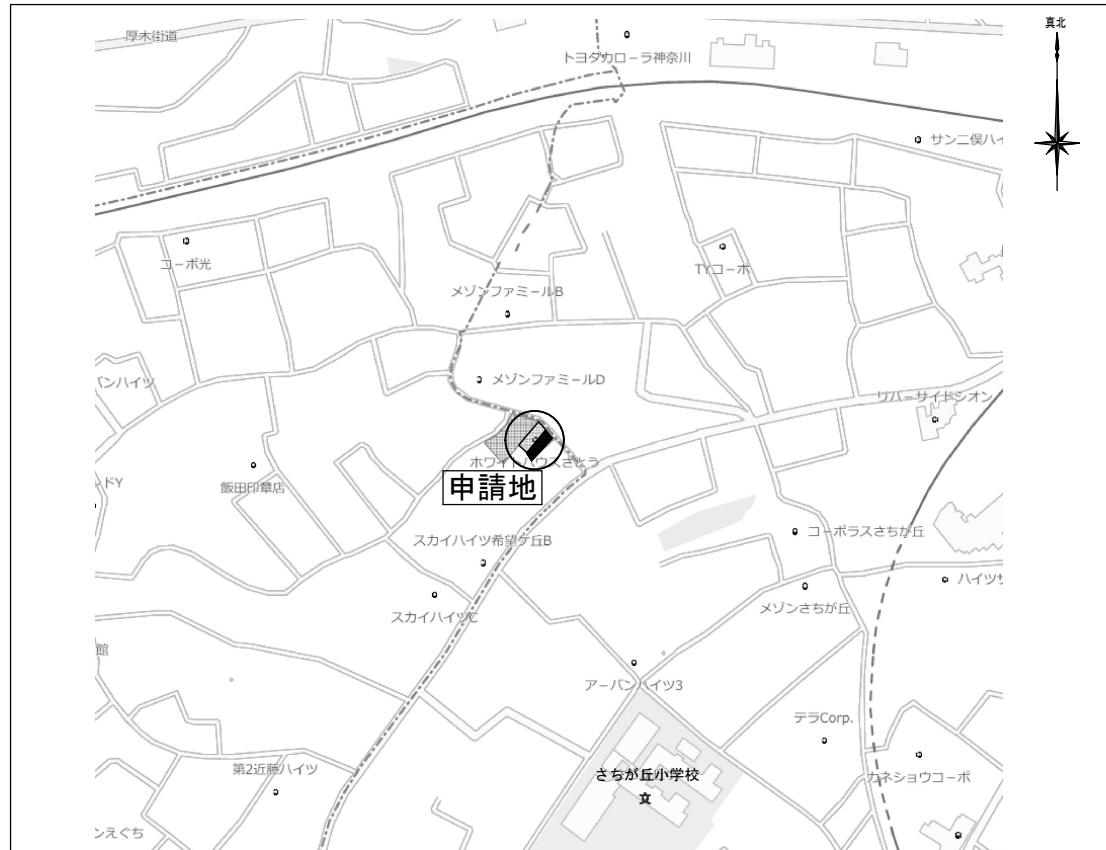 厚木街道
真北
トヨタカローラ神奈川
サン二俣ハイ
コーポ光
TYコーポ
メゾンファミールB
メゾンファミールD
バンハイツ
リバーサイドシオン
ホワイトハウスさとう
申請地
飯田印章店
ルドY
スカイハイツ希望ケ丘B
コーポラスさちが丘
ハイツサ
メゾンさちが丘
スカイハイツC
館
アーバンハイツ3
テラCorp.
第2近藤ハイツ
さちが丘小学校
文
カネショウコーポ
ンえぐち